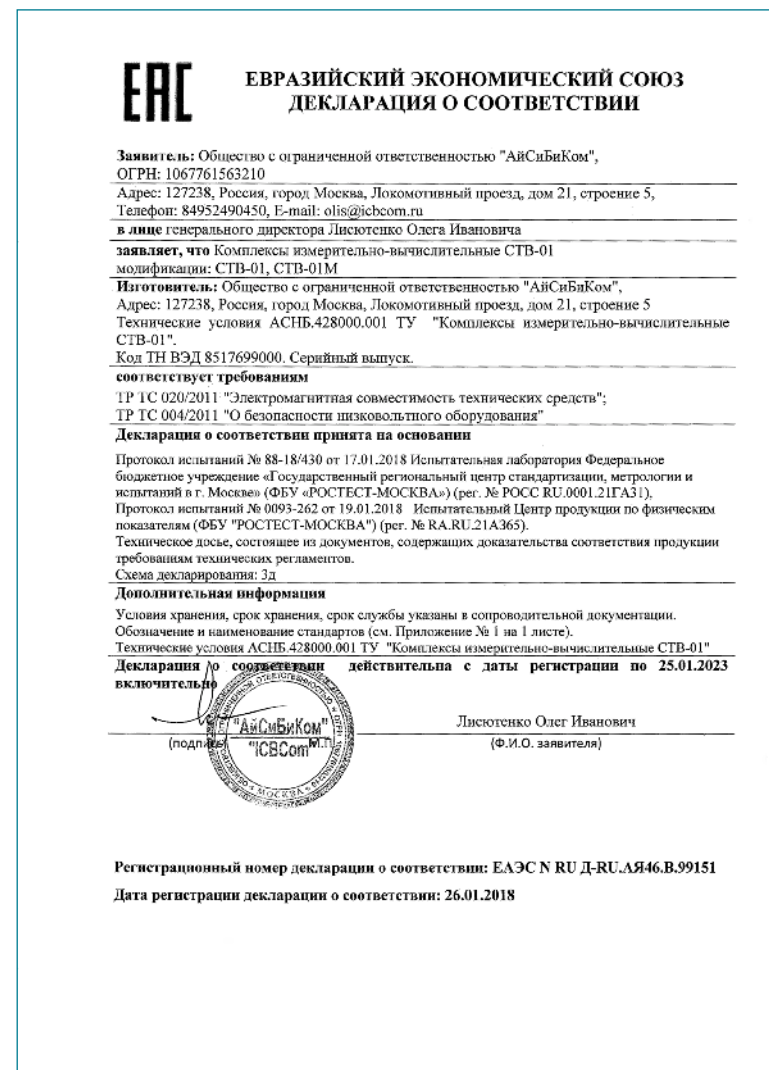 EAC
ЕВРАЗИЙСКИЙ ЭКОНОМИЧЕСКИЙ СОЮЗ
ДЕКЛАРАЦИЯ О СООТВЕТСТВИИ
Заявитель: Общество с ограниченной ответственностью "АйСиБиКом",
ОГРН: 1067761563210
Адрес: 127238, Россия, город Москва, Локомотивный проезд, дом 21, строение 5,
Телефон: 84952490450, E-mail: olis@icbcom.ru
в лице генерального директора Лисютенко Олега Ивановича
заявляет, что Комплексы измерительно-вычислительные СТВ-01
модификации: СТВ-01, СТВ-01М
Изготовитель: Общество с ограниченной ответственностью "АйСиБиКом",
Адрес: 127238, Россия, город Москва, Локомотивный проезд, дом 21, строение 5
Технические условия АСНБ.428000.001 ТУ "Комплексы измерительно-вычислительные
СТВ-01".
Код ТН ВЭД 8517699000. Серийный выпуск.
соответствует требованиям
ТР ТС 020/2011 "Электромагнитная совместимость технических средств";
ТР ТС 004/2011 "О безопасности низковольтного оборудования"
Декларация о соответствии принята на основании
Протокол испытаний № 88-18/430 от 17.01.2018 Испытательная лаборатория Федеральное
бюджетное учреждение «Государственный региональный центр стандартизации, метрологии и
испытаний в г. Москве» (ФБУ «РОСТЕСТ-МОСКВА») (рег. № РОСС RU.0001.21ГА31),
Протокол испытаний № 0093-262 от 19.01.2018 Испытательный Центр продукции по физическим
показателям (ФБУ "РОСТЕСТ-МОСКВА") (рег. № RA.RU.21АЗ65).
Техническое досье, состоящее из документов, содержащих доказательства соответствия продукции
требованиям технических регламентов.
Схема декларирования: 3д
Дополнительная информация
Условия хранения, срок хранения, срок службы указаны в сопроводительной документации.
Обозначение и наименование стандартов (см. Приложение № 1 на 1 листе).
Технические условия АСНБ.428000.001 ТУ "Комплексы измерительно-вычислительные СТВ-01"
Декларация о соответствии действительна с даты регистрации по 25.01.2023
включительно
"АйСиБиКом"
"ICBCom"
М.П.
МОСКВА
Лисютенко Олег Иванович
(подпись)
(Ф.И.О. заявителя)
Регистрационный номер декларации о соответствии: ЕАЭС N RU Д-RU.АЯ46.В.99151
Дата регистрации декларации о соответствии: 26.01.2018